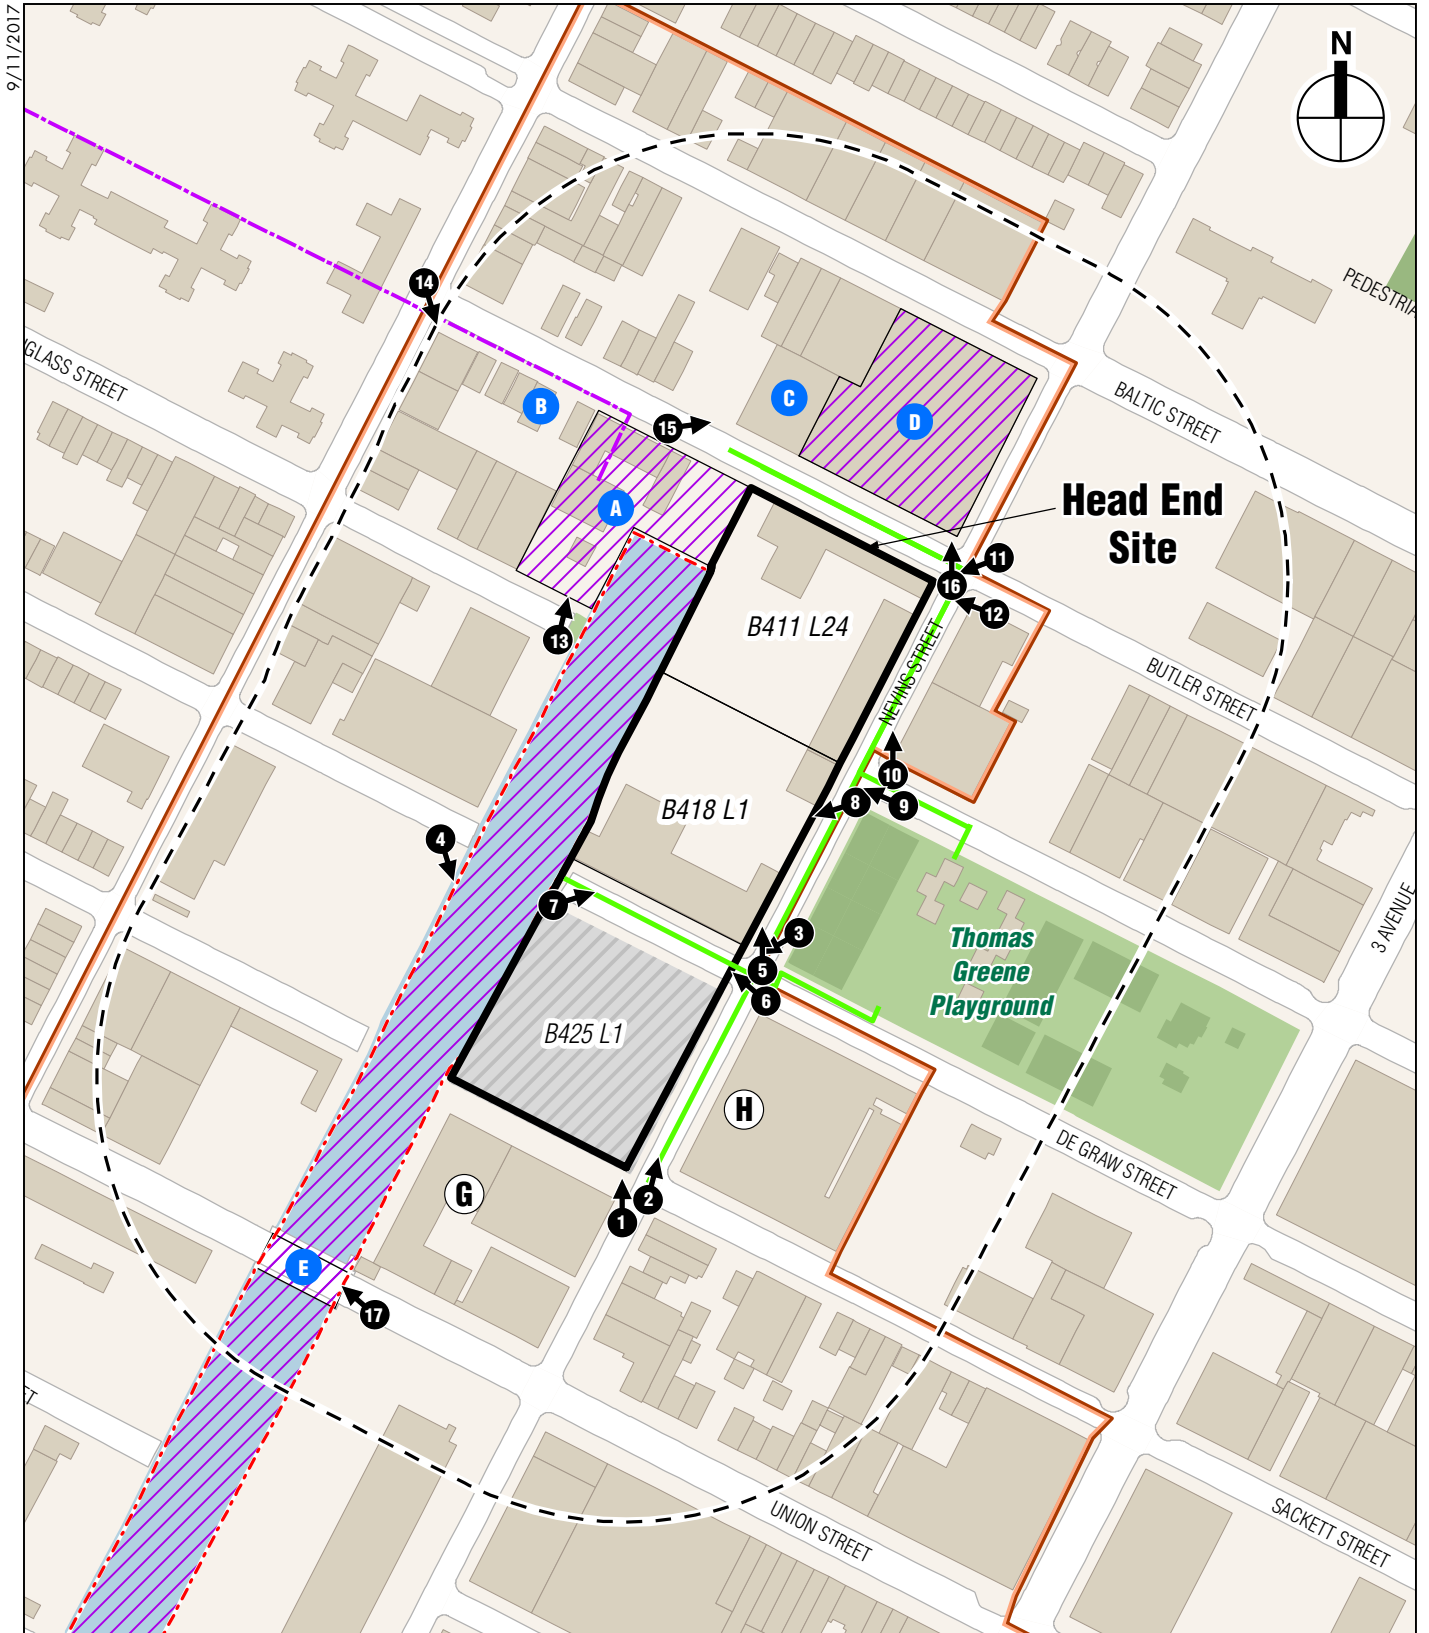 9/11/2017
N
14
PEDESTRIA
GLASS STREET
B
C
15
D
BALTIC STREET
A
Head End
Site
11
16
12
13
B411 L24
NEVINS STREET
BUTLER STREET
10
B418 L1
8
9
4
7
3
5
6
Thomas
Greene
Playground
3 AVENUE
B425 L1
H
DE GRAW STREET
G
2
1
E
17
UNION STREET
SACKETT STREET